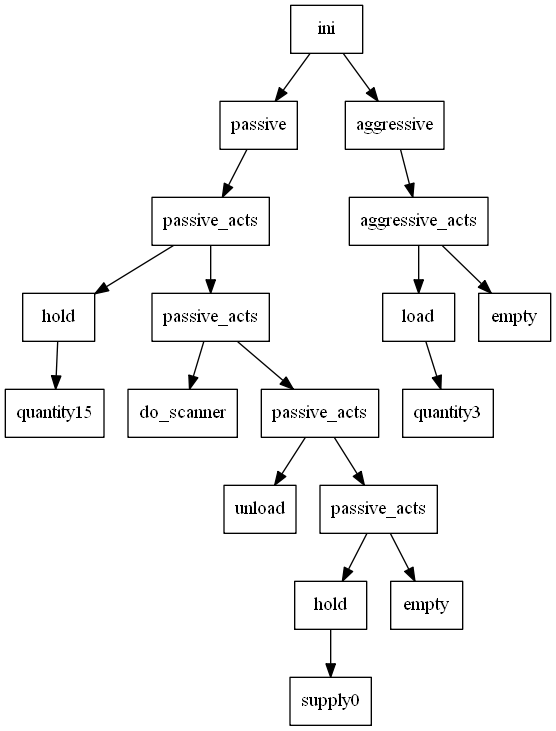 ini
passive
aggressive
passive_acts
aggressive_acts
hold
passive_acts
load
empty
quantity15
do_scanner
passive_acts
quantity3
unload
passive_acts
hold
empty
supply0